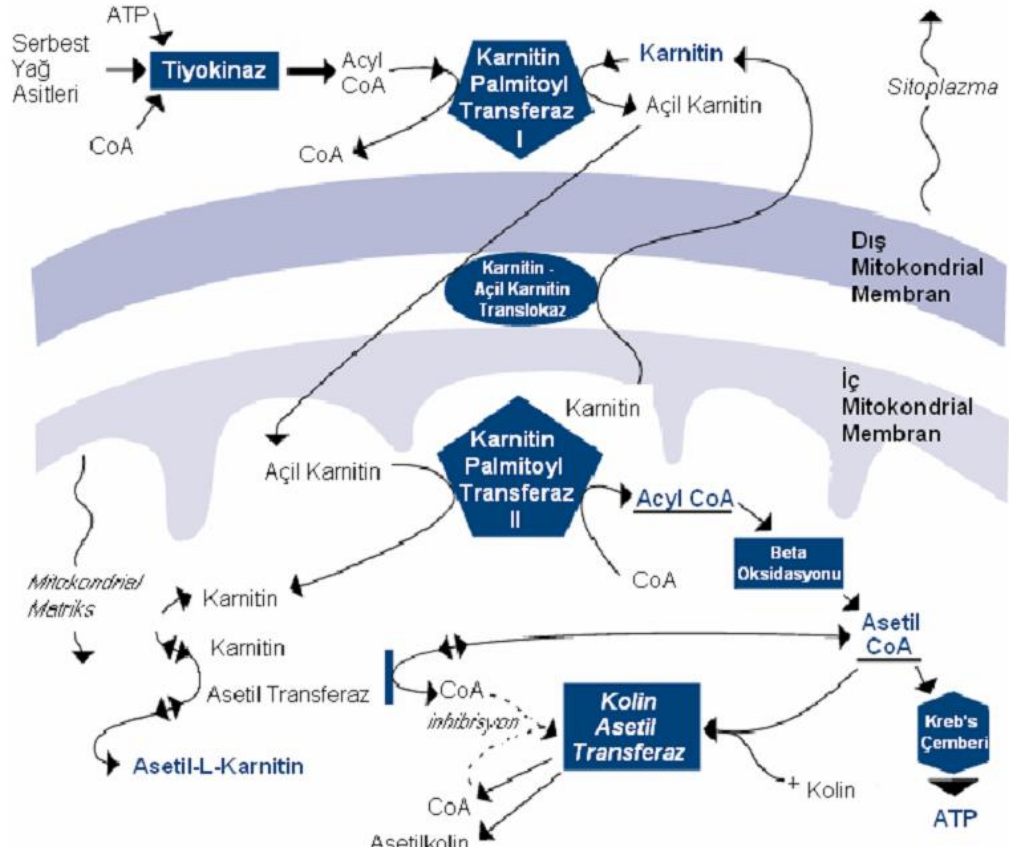 ATP
Serbest
Yağ
Asitleri
Tiyokinaz
CoA
Acyl
CoA
CoA
Karnitin
Palmitoyl
Transferaz
I
Karnitin
Açil Karnitin
Sitoplazma
Dış
Mitokondrial
Membran
Karnitin -
Açil Karnitin
Translokaz
İç
Mitokondrial
Membran
Karnitin
Karnitin
Palmitoyl
Transferaz
II
Açil Karnitin
Acyl CoA
CoA
Beta
Oksidasyonu
Mitokondrial
Matriks
Karnitin
Karnitin
Asetil Transferaz
Asetil-L-Karnitin
CoA
inhibisyon
Asetil
CoA
Kolin
Asetil
Transferaz
Kreb's
Çemberi
+ Kolin
ATP
CoA
Asetilkolin